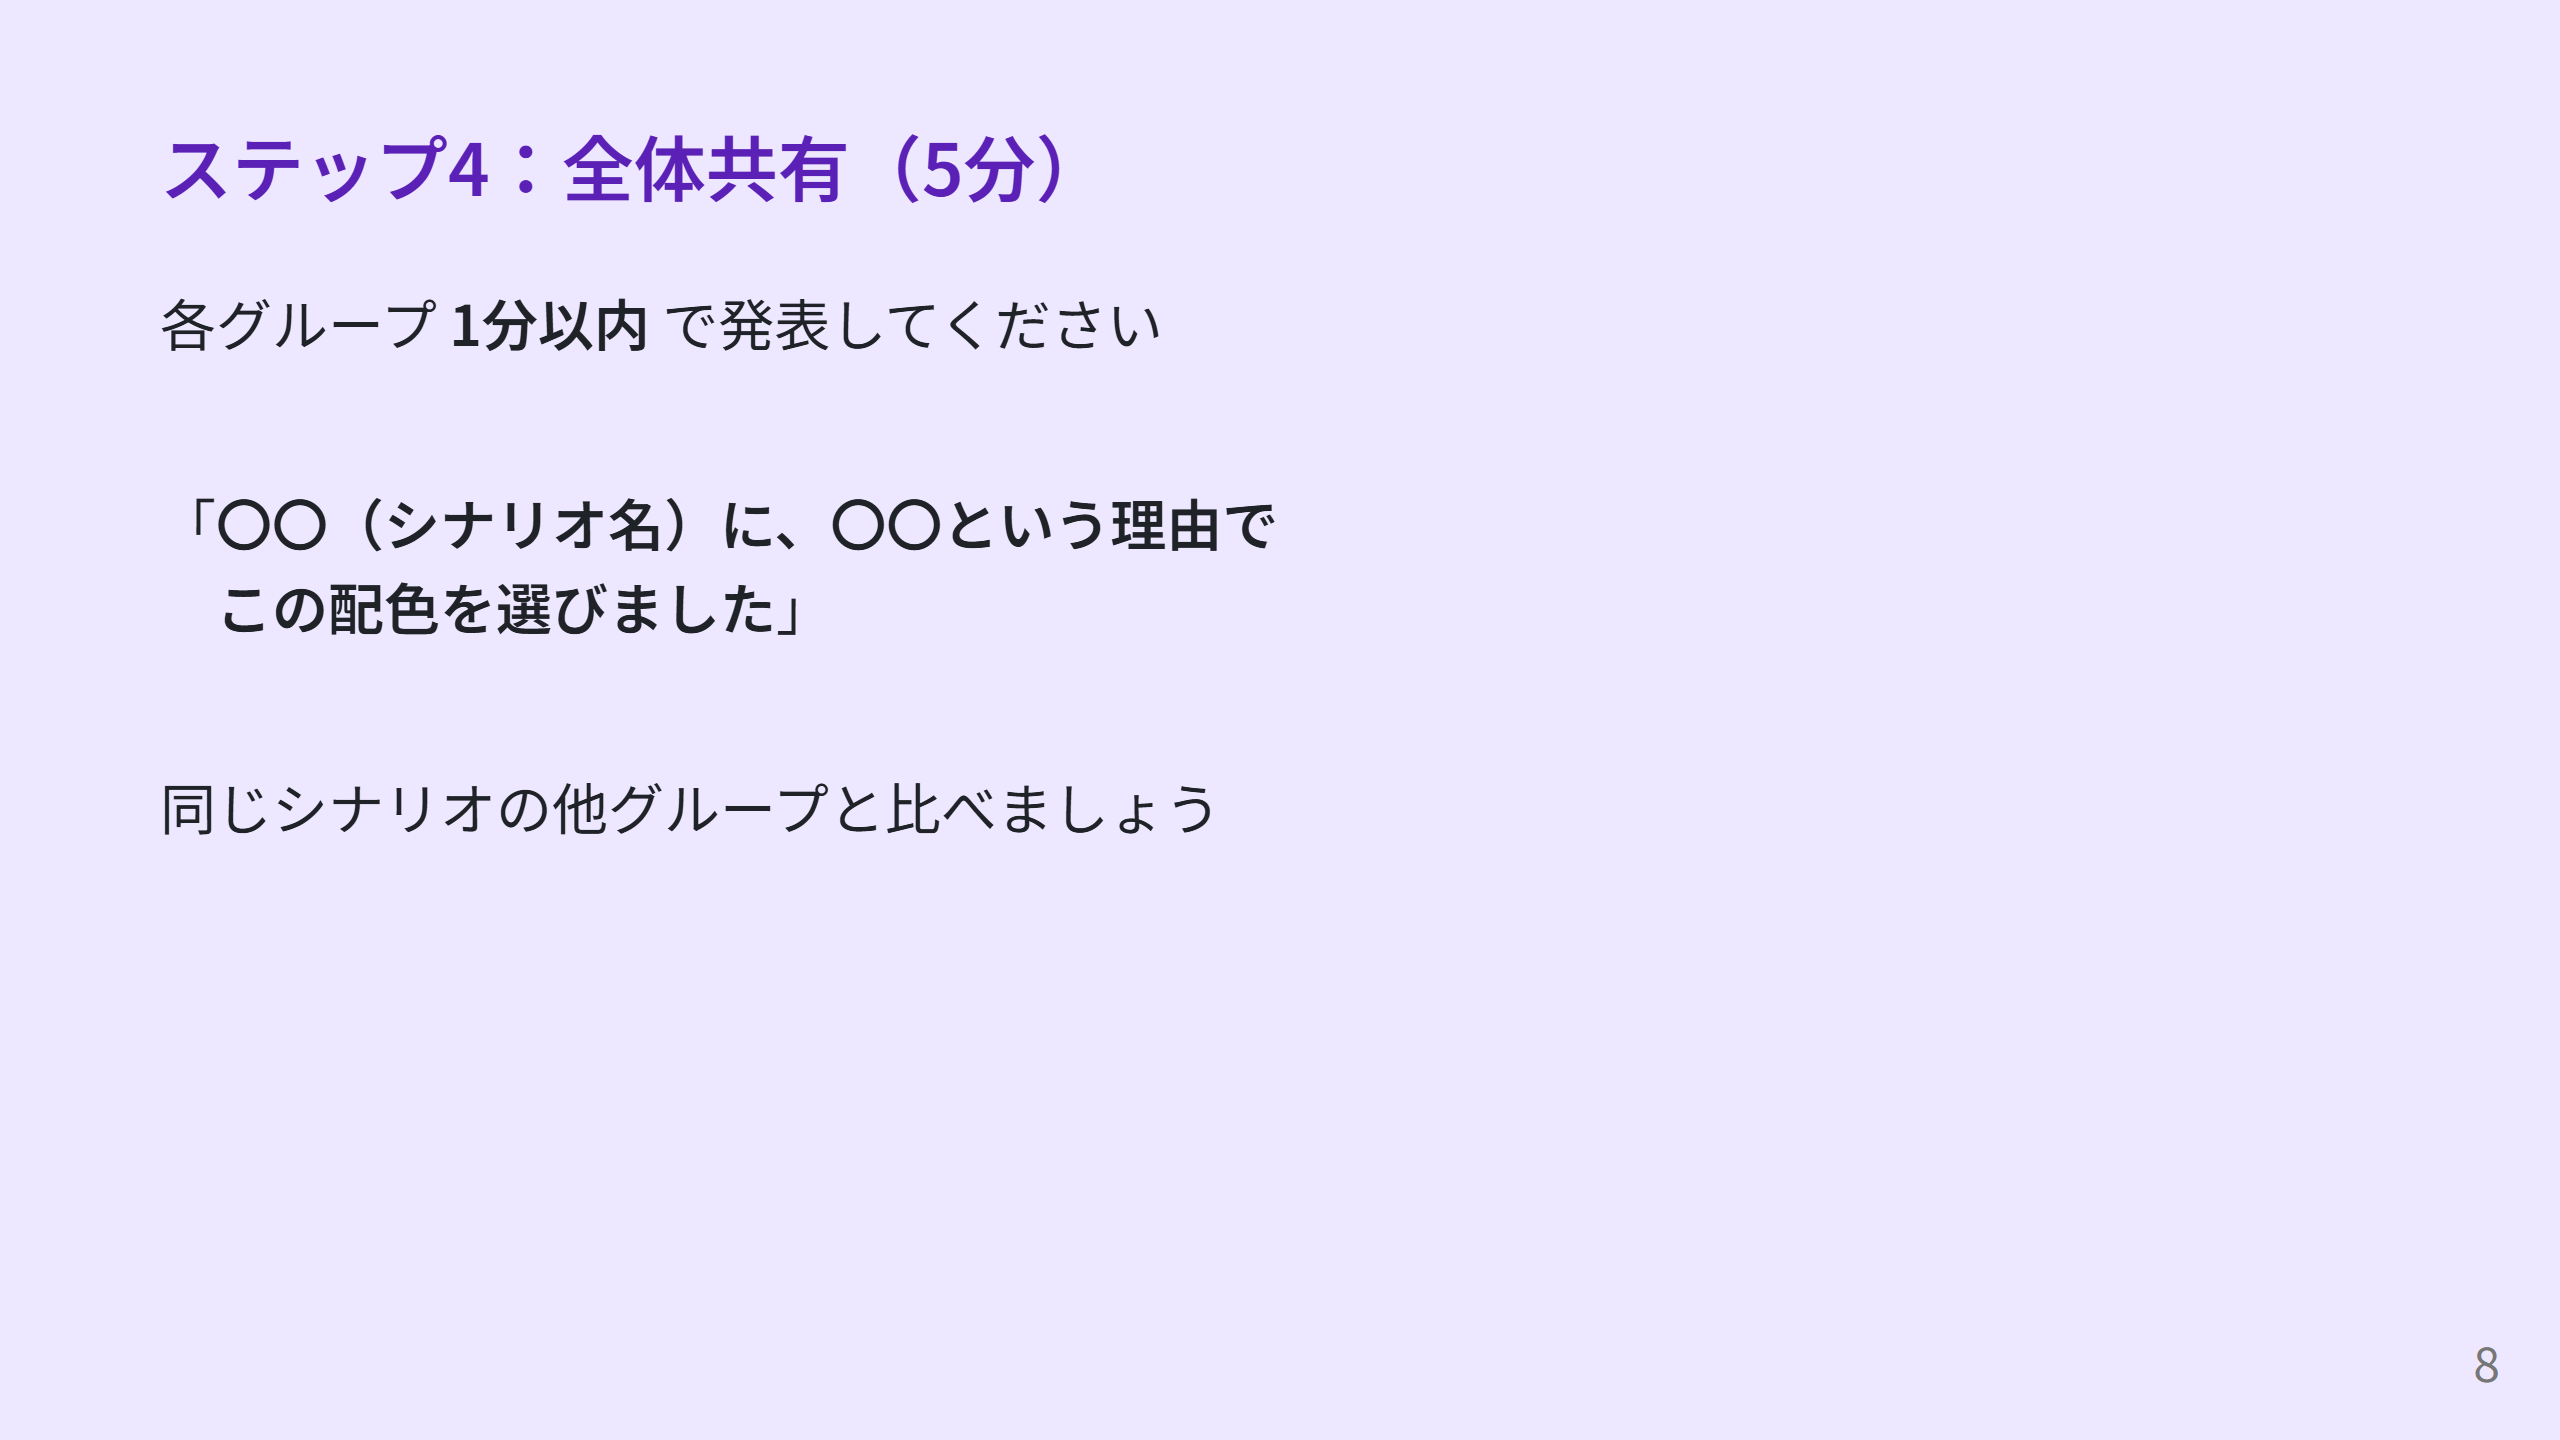 ステップ4：全体共有（5分）
各グループ 1分以内 で発表してください
「〇〇（シナリオ名）に、〇〇という理由で
この配色を選びました」
同じシナリオの他グループと比べましょう
8